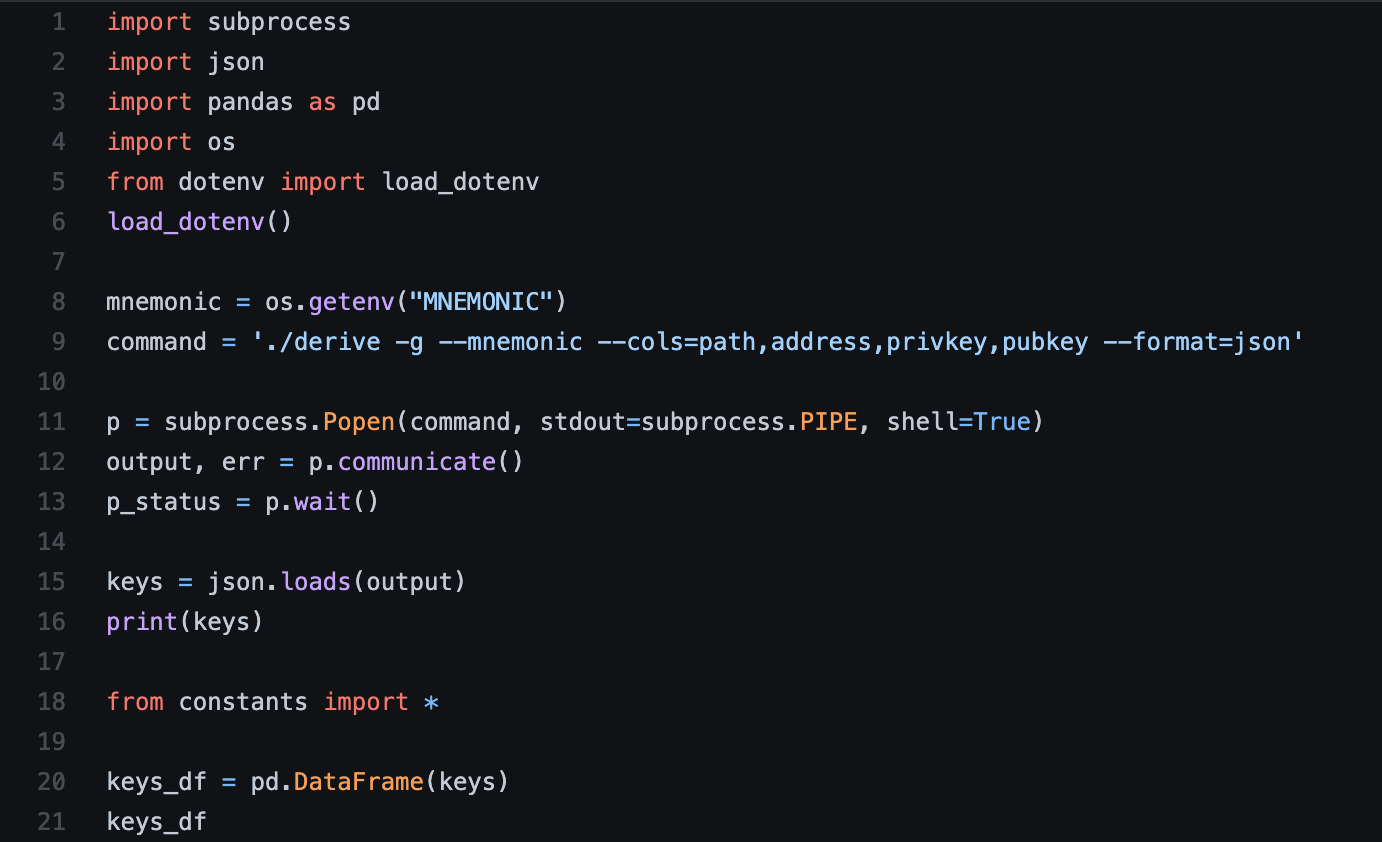 1 import subprocess
2 import json
3 import pandas as pd
4 import os
5 from dotenv import load_dotenv
6 load_dotenv()
7
8 mnemonic = os.getenv("MNEMONIC")
9 command = './derive -g --mnemonic --cols=path,address,privkey,pubkey --format=json'
10
11 p = subprocess.Popen(command, stdout=subprocess.PIPE, shell=True)
12 output, err = p.communicate()
13 p_status = p.wait()
14
15 keys = json.loads(output)
16 print(keys)
17
18 from constants import *
19
20 keys_df = pd.DataFrame(keys)
21 keys_df